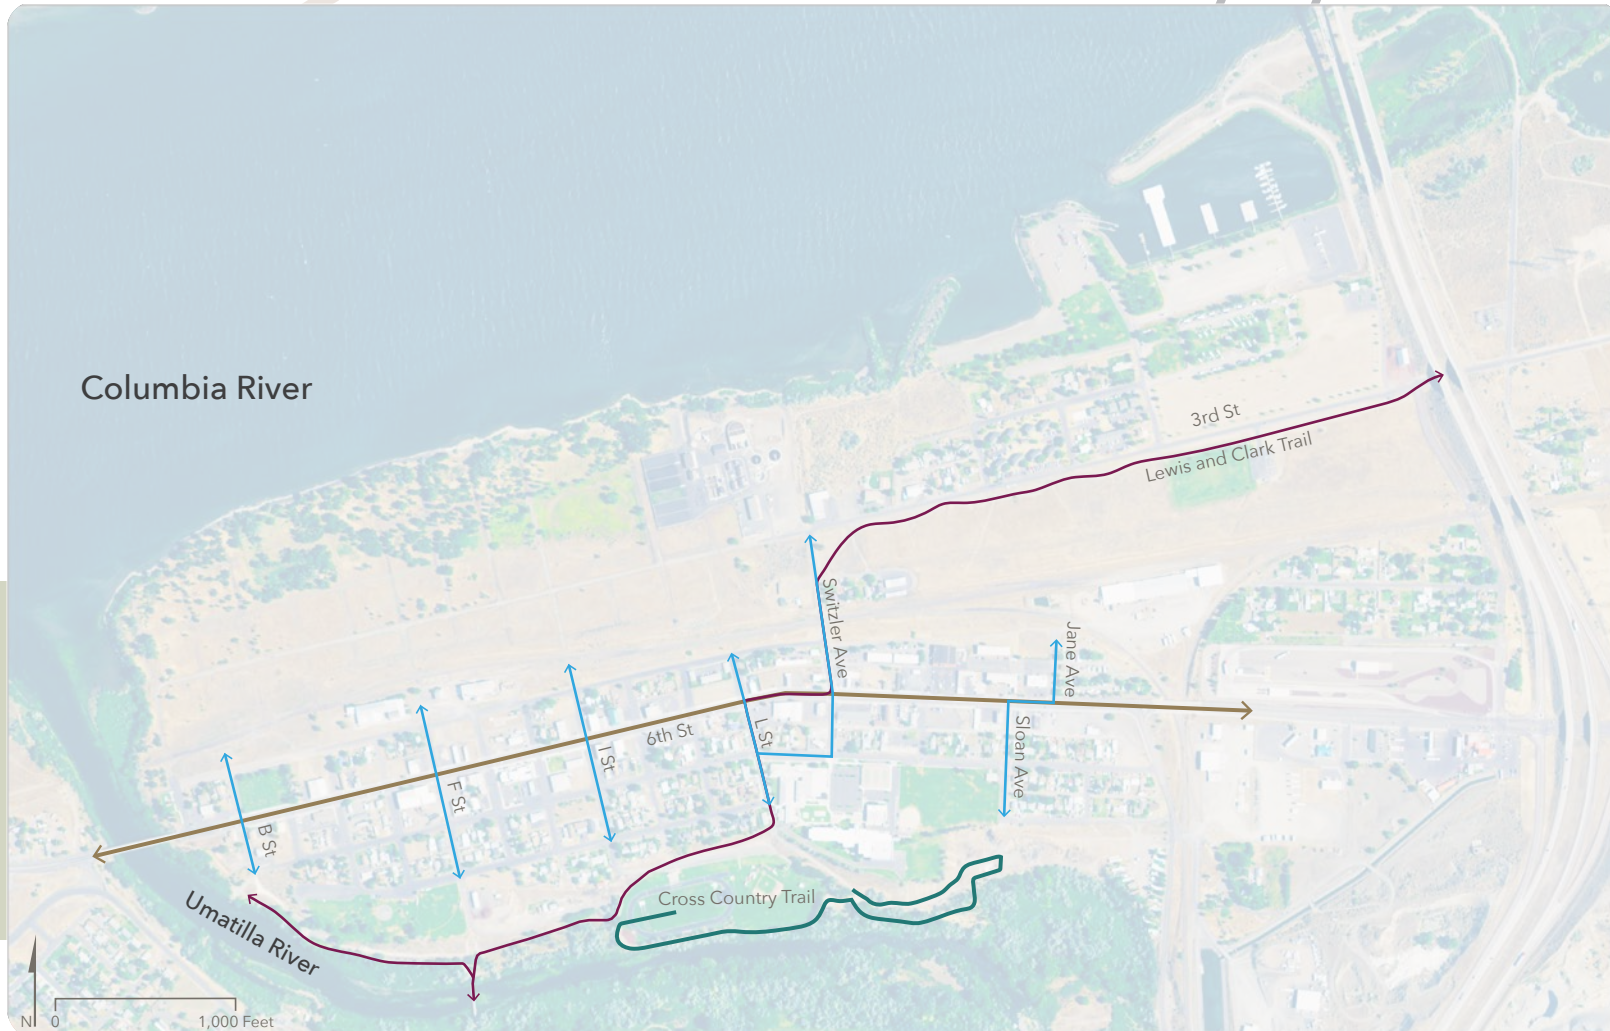 Columbia River
3rd St
Lewis and Clark Trail
Switzler Ave
Jane Ave
L St
6th St
Sloan Ave
I St
F St
B St
Cross Country Trail
Umatilla River
N
0
1,000 Feet